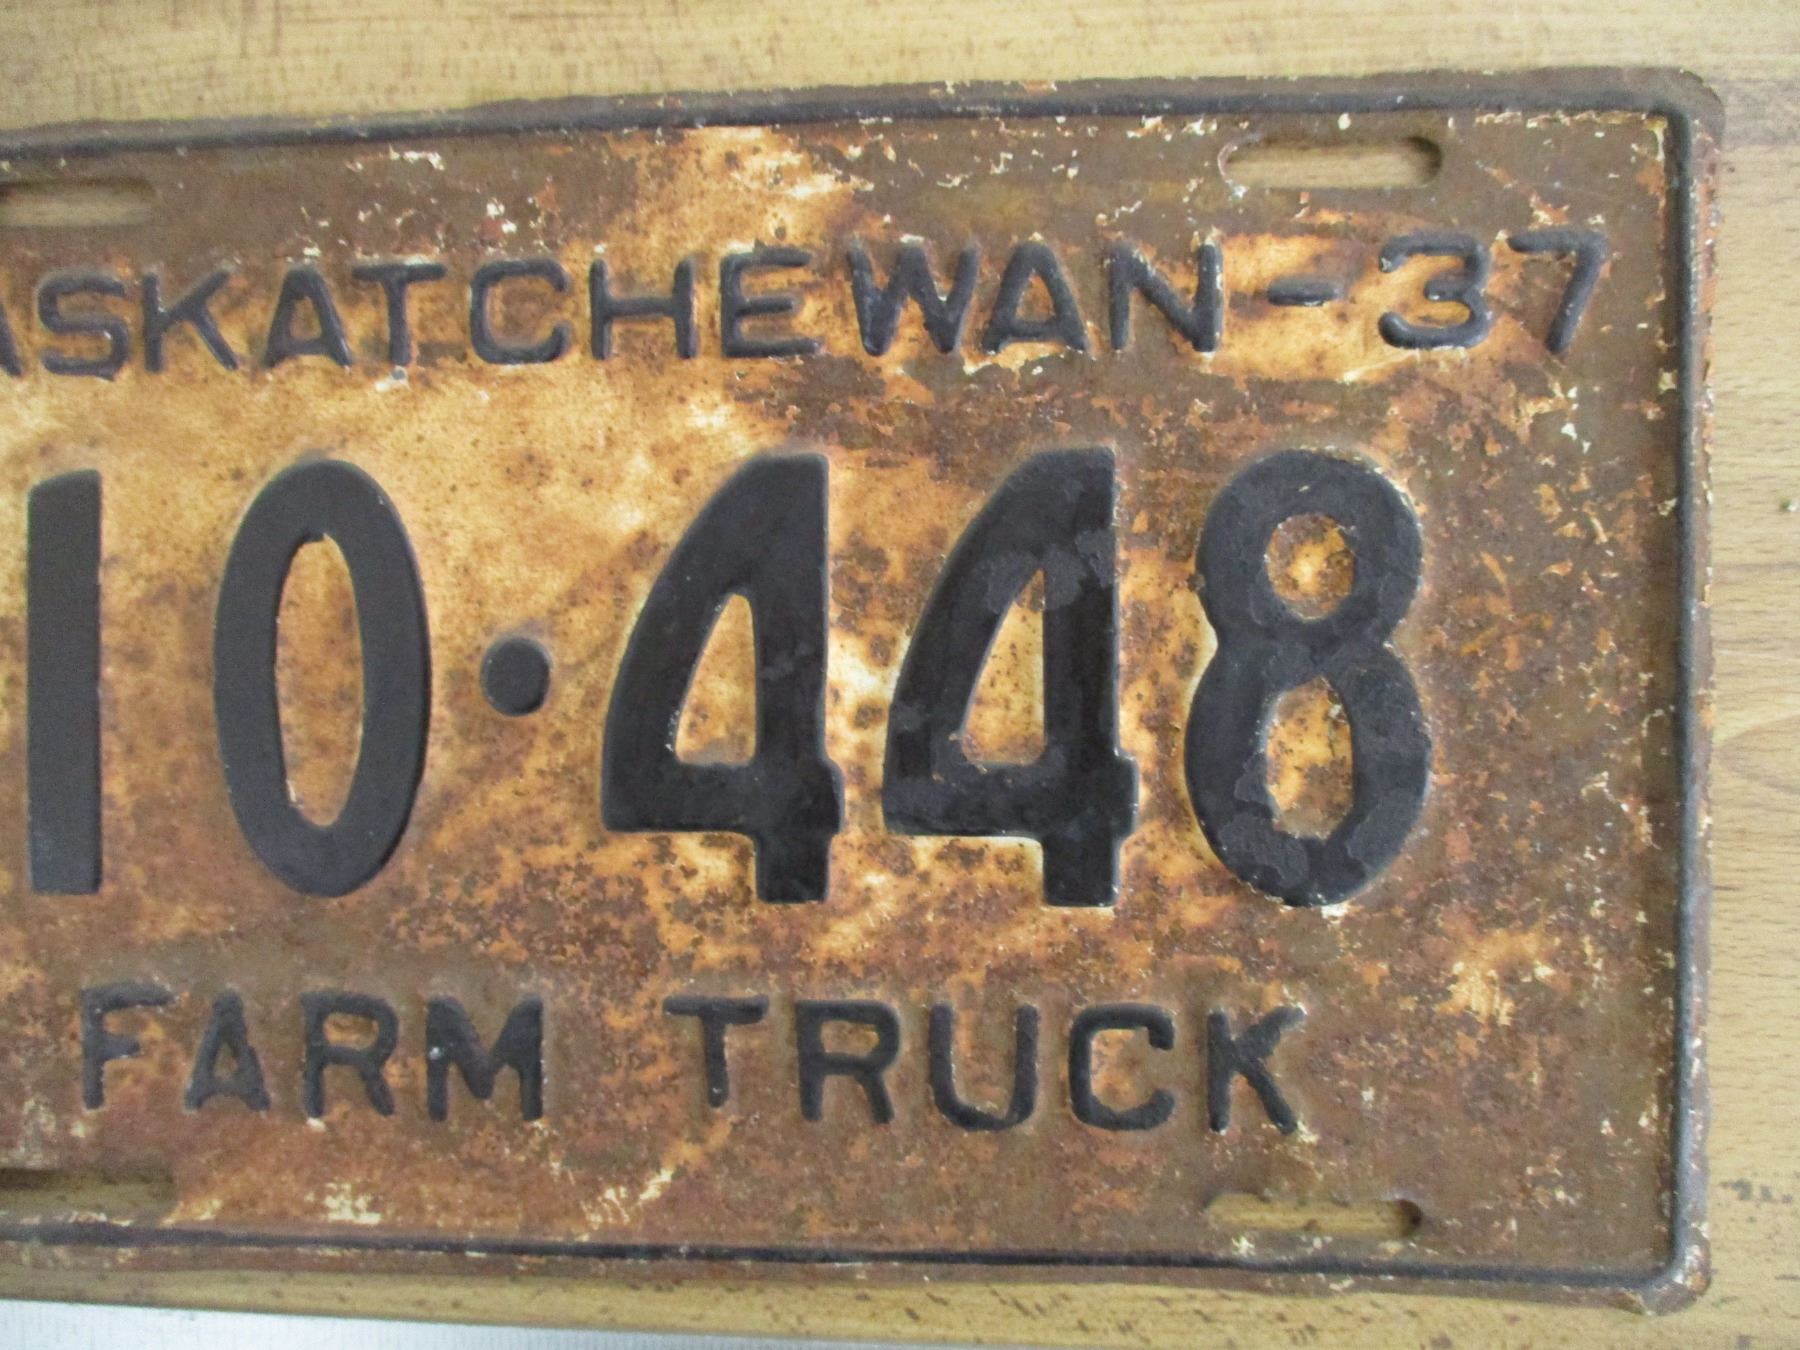 ASKATCHEWAN-37
10·448
FARM TRUCK